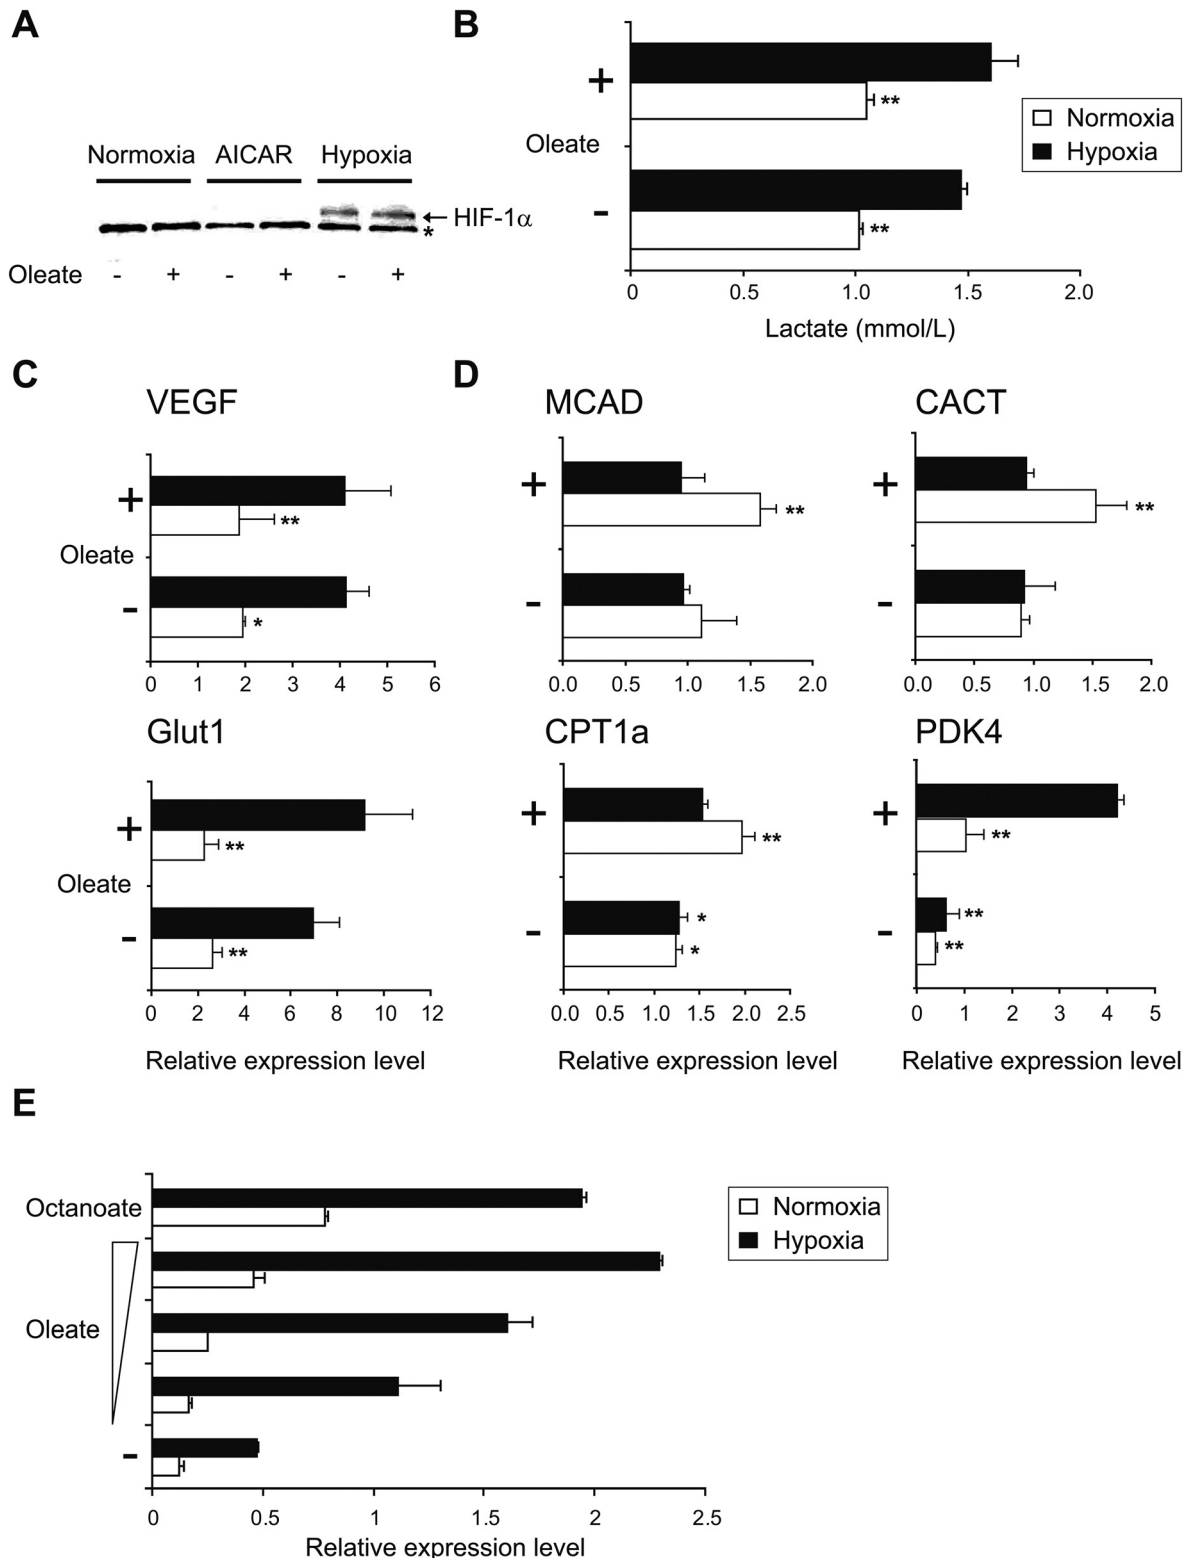 A
B
Normoxia AICAR Hypoxia
HIF-1α
*
Oleate - + - + - +
+
**
Oleate
-
**
Normoxia
Hypoxia
0 0.5 1.0 1.5 2.0
Lactate (mmol/L)
C
D
VEGF
+
**
Oleate
-
*
0 1 2 3 4 5 6
MCAD
+
**
-
0.0 0.5 1.0 1.5 2.0
CACT
+
**
-
0.0 0.5 1.0 1.5 2.0
Glut1
+
**
Oleate
-
**
0 2 4 6 8 10 12
Relative expression level
CPT1a
+
**
-
*
*
0.0 0.5 1.0 1.5 2.0 2.5
Relative expression level
PDK4
+
**
-
**
**
0 1 2 3 4 5
Relative expression level
E
Octanoate
Oleate
-
Normoxia
Hypoxia
0 0.5 1 1.5 2 2.5
Relative expression level